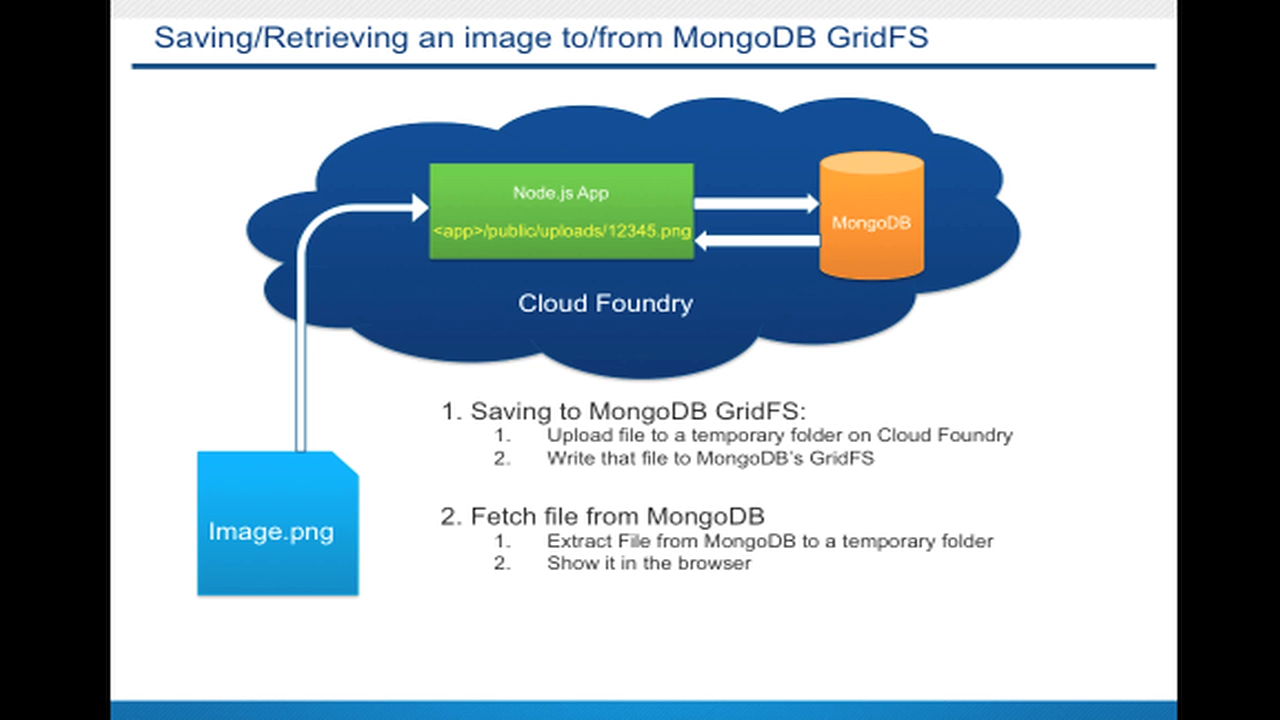 Saving/Retrieving an image to/from MongoDB GridFS
Node.js App
<app>/public/uploads/12345.png
MongoDB
Cloud Foundry
1. Saving to MongoDB GridFS:
1. Upload file to a temporary folder on Cloud Foundry
2. Write that file to MongoDB's GridFS
Image.png
2. Fetch file from MongoDB
1. Extract File from MongoDB to a temporary folder
2. Show it in the browser